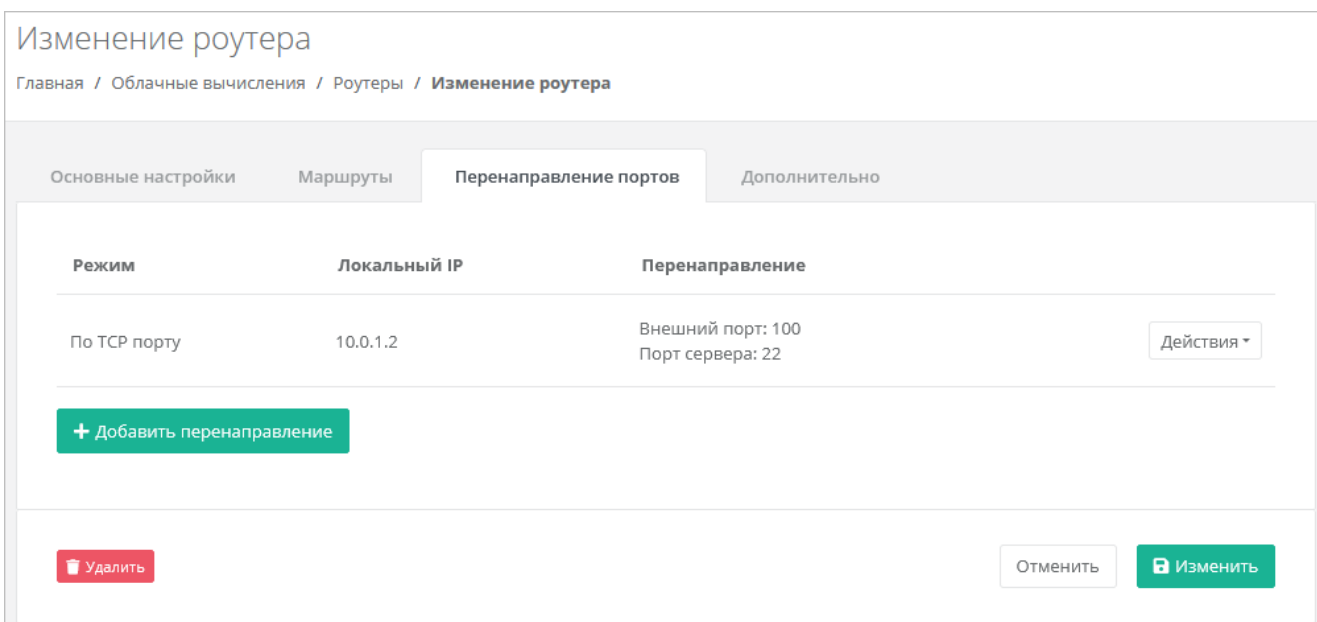 Изменение роутера
Главная / Облачные вычисления / Роутеры / Изменение роутера
Основные настройки Маршруты Перенаправление портов Дополнительно
Режим Локальный IP Перенаправление
По TCP порту 10.0.1.2 Внешний порт: 100
Порт сервера: 22
Действия
+ Добавить перенаправление
Удалить Отменить Изменить